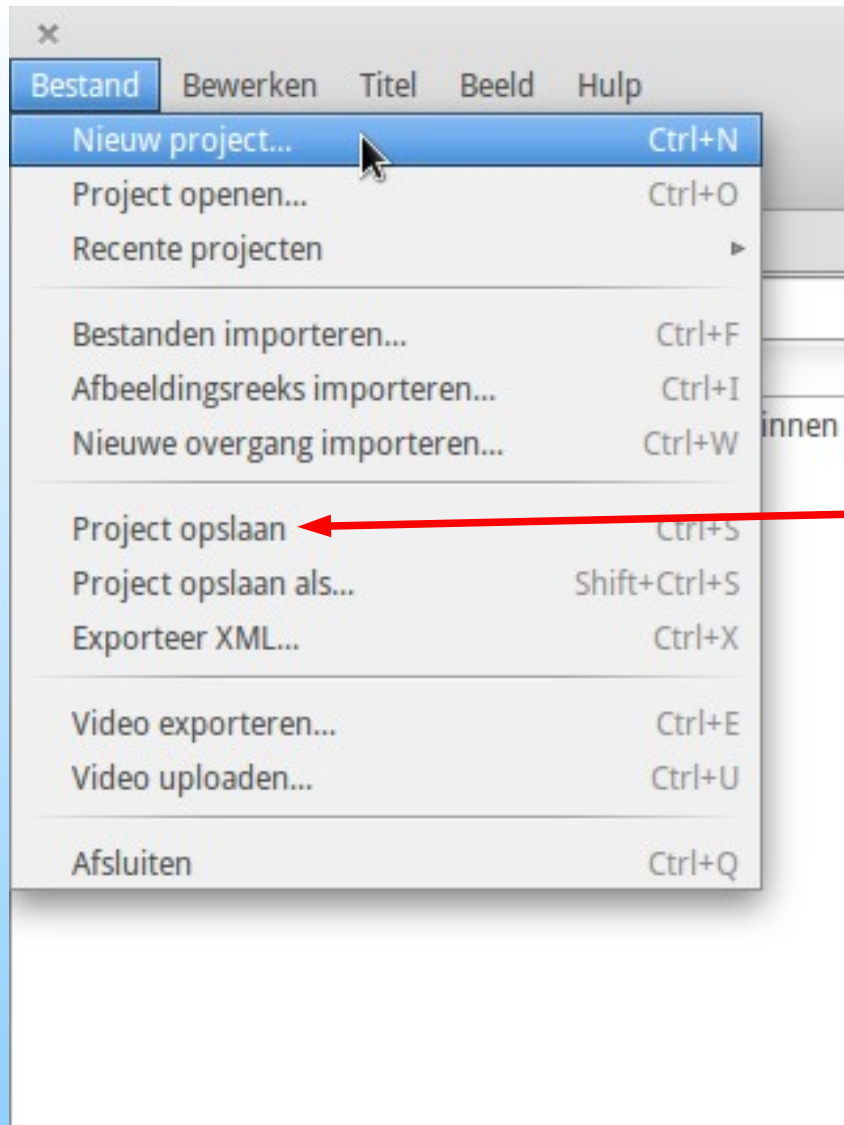 Bestand Bewerken Titel Beeld Hulp
Nieuw project... Ctrl+N
Project openen... Ctrl+O
Recente projecten
Bestanden importeren... Ctrl+F
Afbeeldingsreeks importeren... Ctrl+I
innen
Nieuwe overgang importeren... Ctrl+W
Project opslaan Ctrl+S
Project opslaan als... Shift+Ctrl+S
Exporteer XML... Ctrl+X
Video exporteren... Ctrl+E
Video uploaden... Ctrl+U
Afsluiten Ctrl+Q